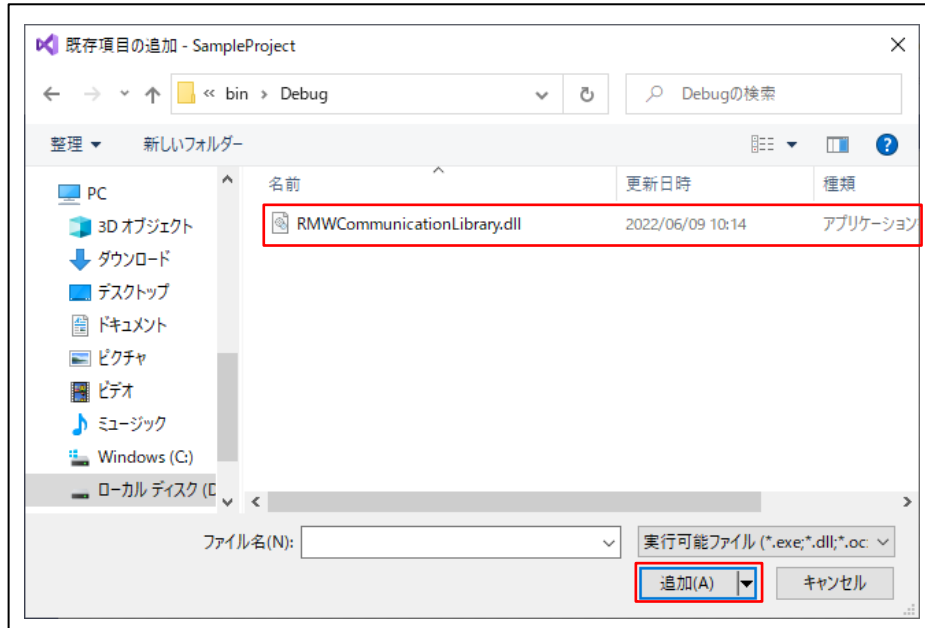 既存項目の追加 - SampleProject
« bin › Debug
Debugの検索
整理 新しいフォルダー
名前 更新日時 種類
PC
3D オブジェクト
ダウンロード
デスクトップ
ドキュメント
ピクチャ
ビデオ
ミュージック
Windows (C:)
ローカル ディスク (D
RMWCommunicationLibrary.dll 2022/06/09 10:14 アプリケーション
ファイル名(N):
実行可能ファイル (*.exe;*.dll;*.oc
追加(A) キャンセル